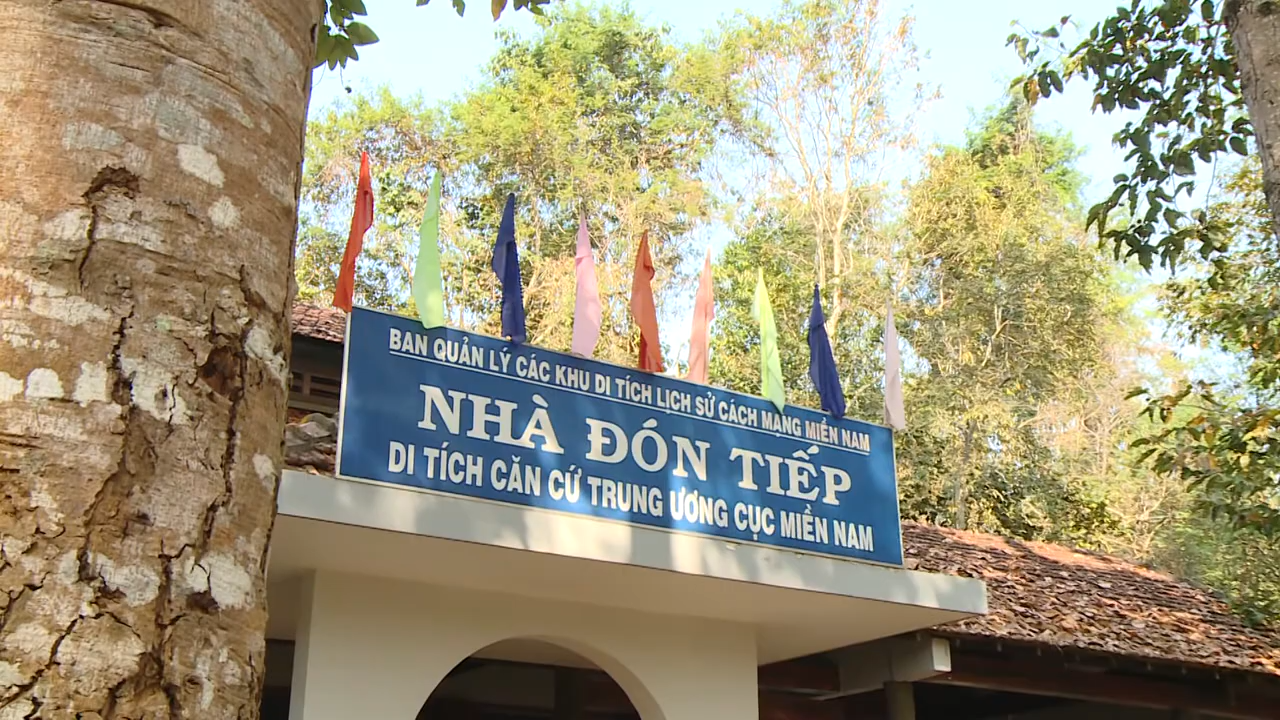 BAN QUẢN LÝ CÁC KHU DI TÍCH LỊCH SỬ CÁCH MẠNG MIỀN NAM
NHÀ ĐÓN TIẾP
DI TÍCH CĂN CỨ TRUNG ƯƠNG CỤC MIỀN NAM